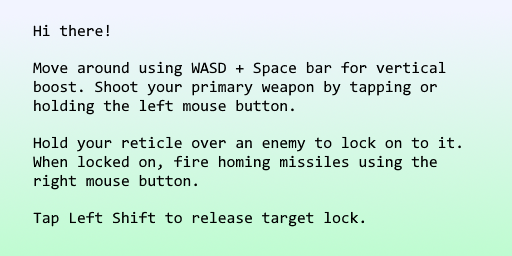 Hi there!
Move around using WASD + Space bar for vertical
boost. Shoot your primary weapon by tapping or
holding the left mouse button.
Hold your reticle over an enemy to lock on to it.
When locked on, fire homing missiles using the
right mouse button.
Tap Left Shift to release target lock.